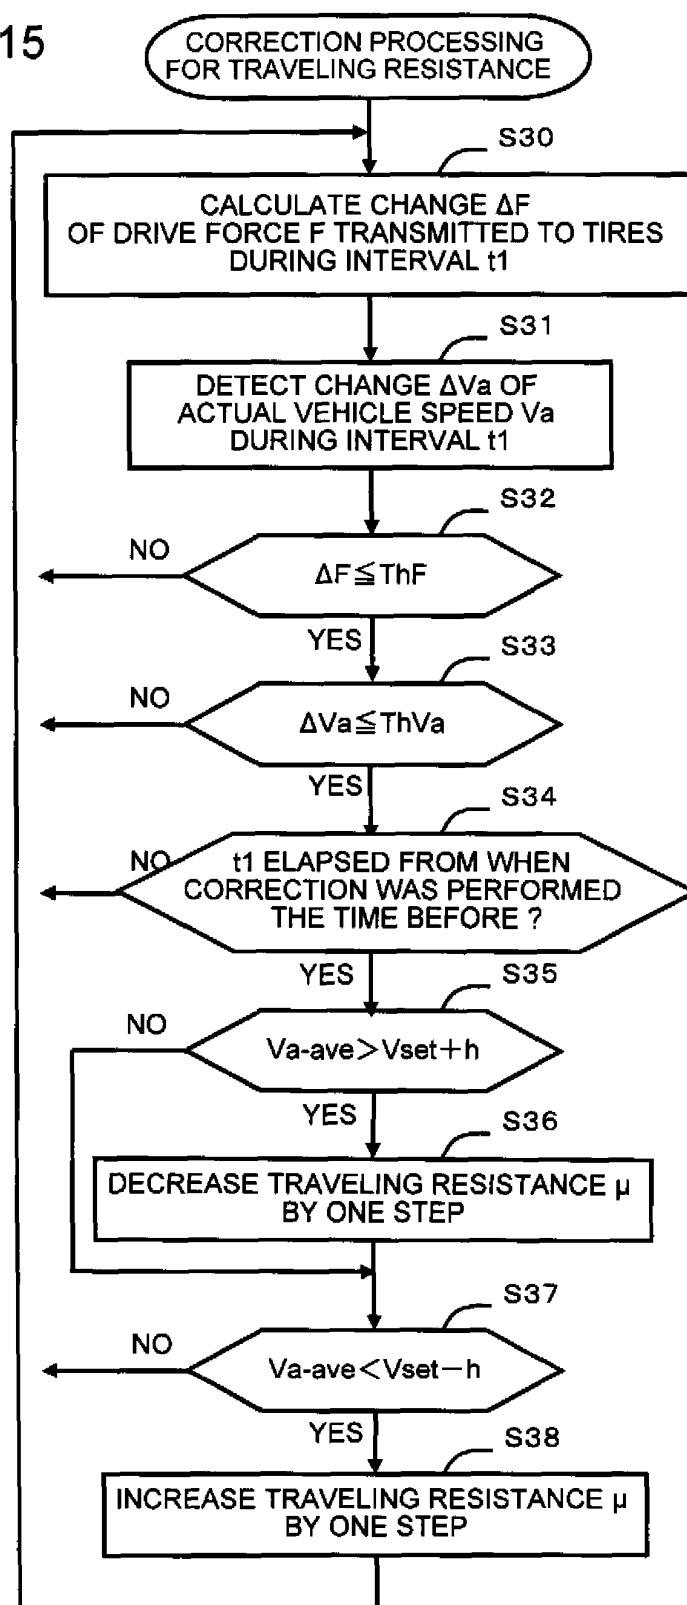 15
CORRECTION PROCESSING
FOR TRAVELING RESISTANCE
S30
CALCULATE CHANGE ΔF
OF DRIVE FORCE F TRANSMITTED TO TIRES
DURING INTERVAL t1
S31
DETECT CHANGE ΔVa OF
ACTUAL VEHICLE SPEED Va
DURING INTERVAL t1
S32
NO
ΔF≦ThF
YES
S33
NO
ΔVa≦ThVa
YES
S34
NO
t1 ELAPSED FROM WHEN
CORRECTION WAS PERFORMED
THE TIME BEFORE ?
YES
S35
NO
Va-ave>Vset+h
YES
S36
DECREASE TRAVELING RESISTANCE μ
BY ONE STEP
S37
NO
Va-ave<Vset−h
YES
S38
INCREASE TRAVELING RESISTANCE μ
BY ONE STEP